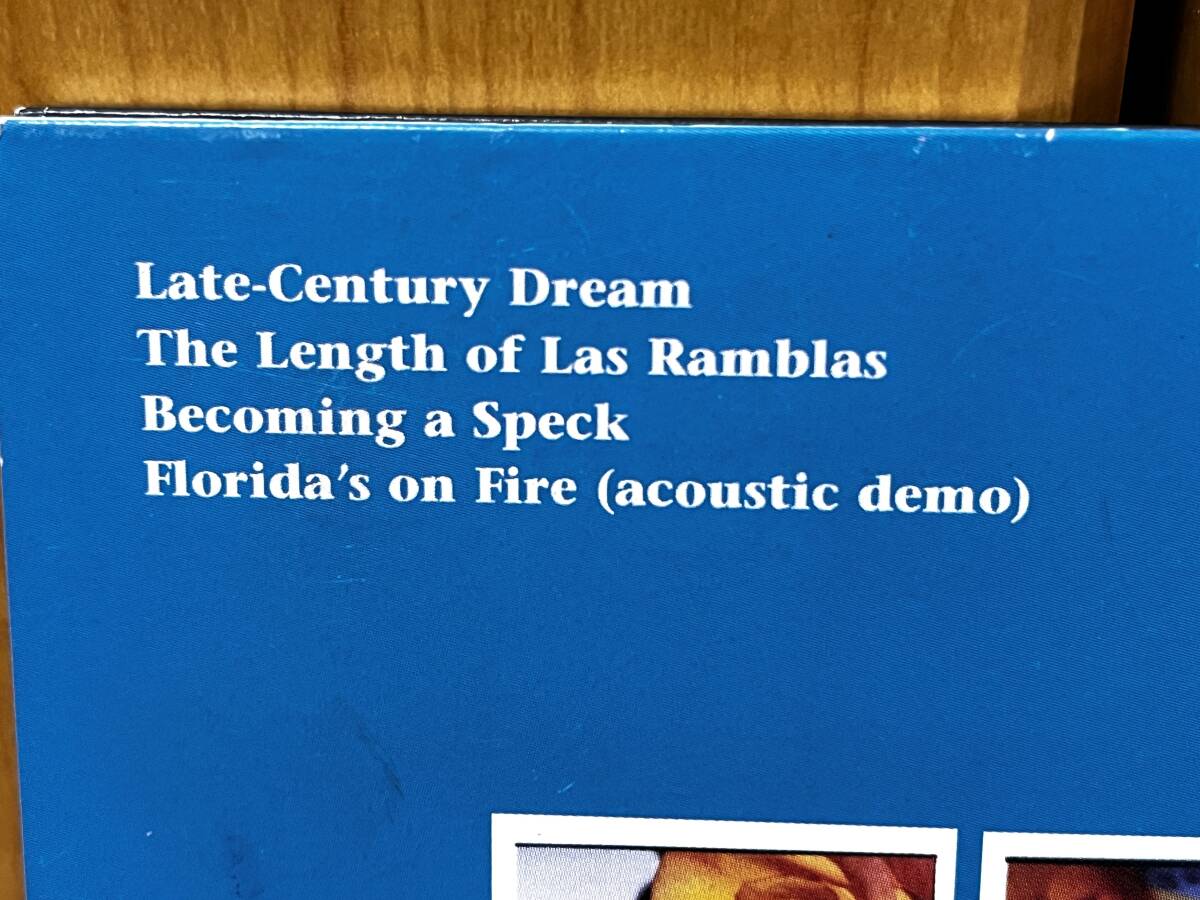 Late-Century Dream
The Length of Las Ramblas
Becoming a Speck
Florida's on Fire (acoustic demo)